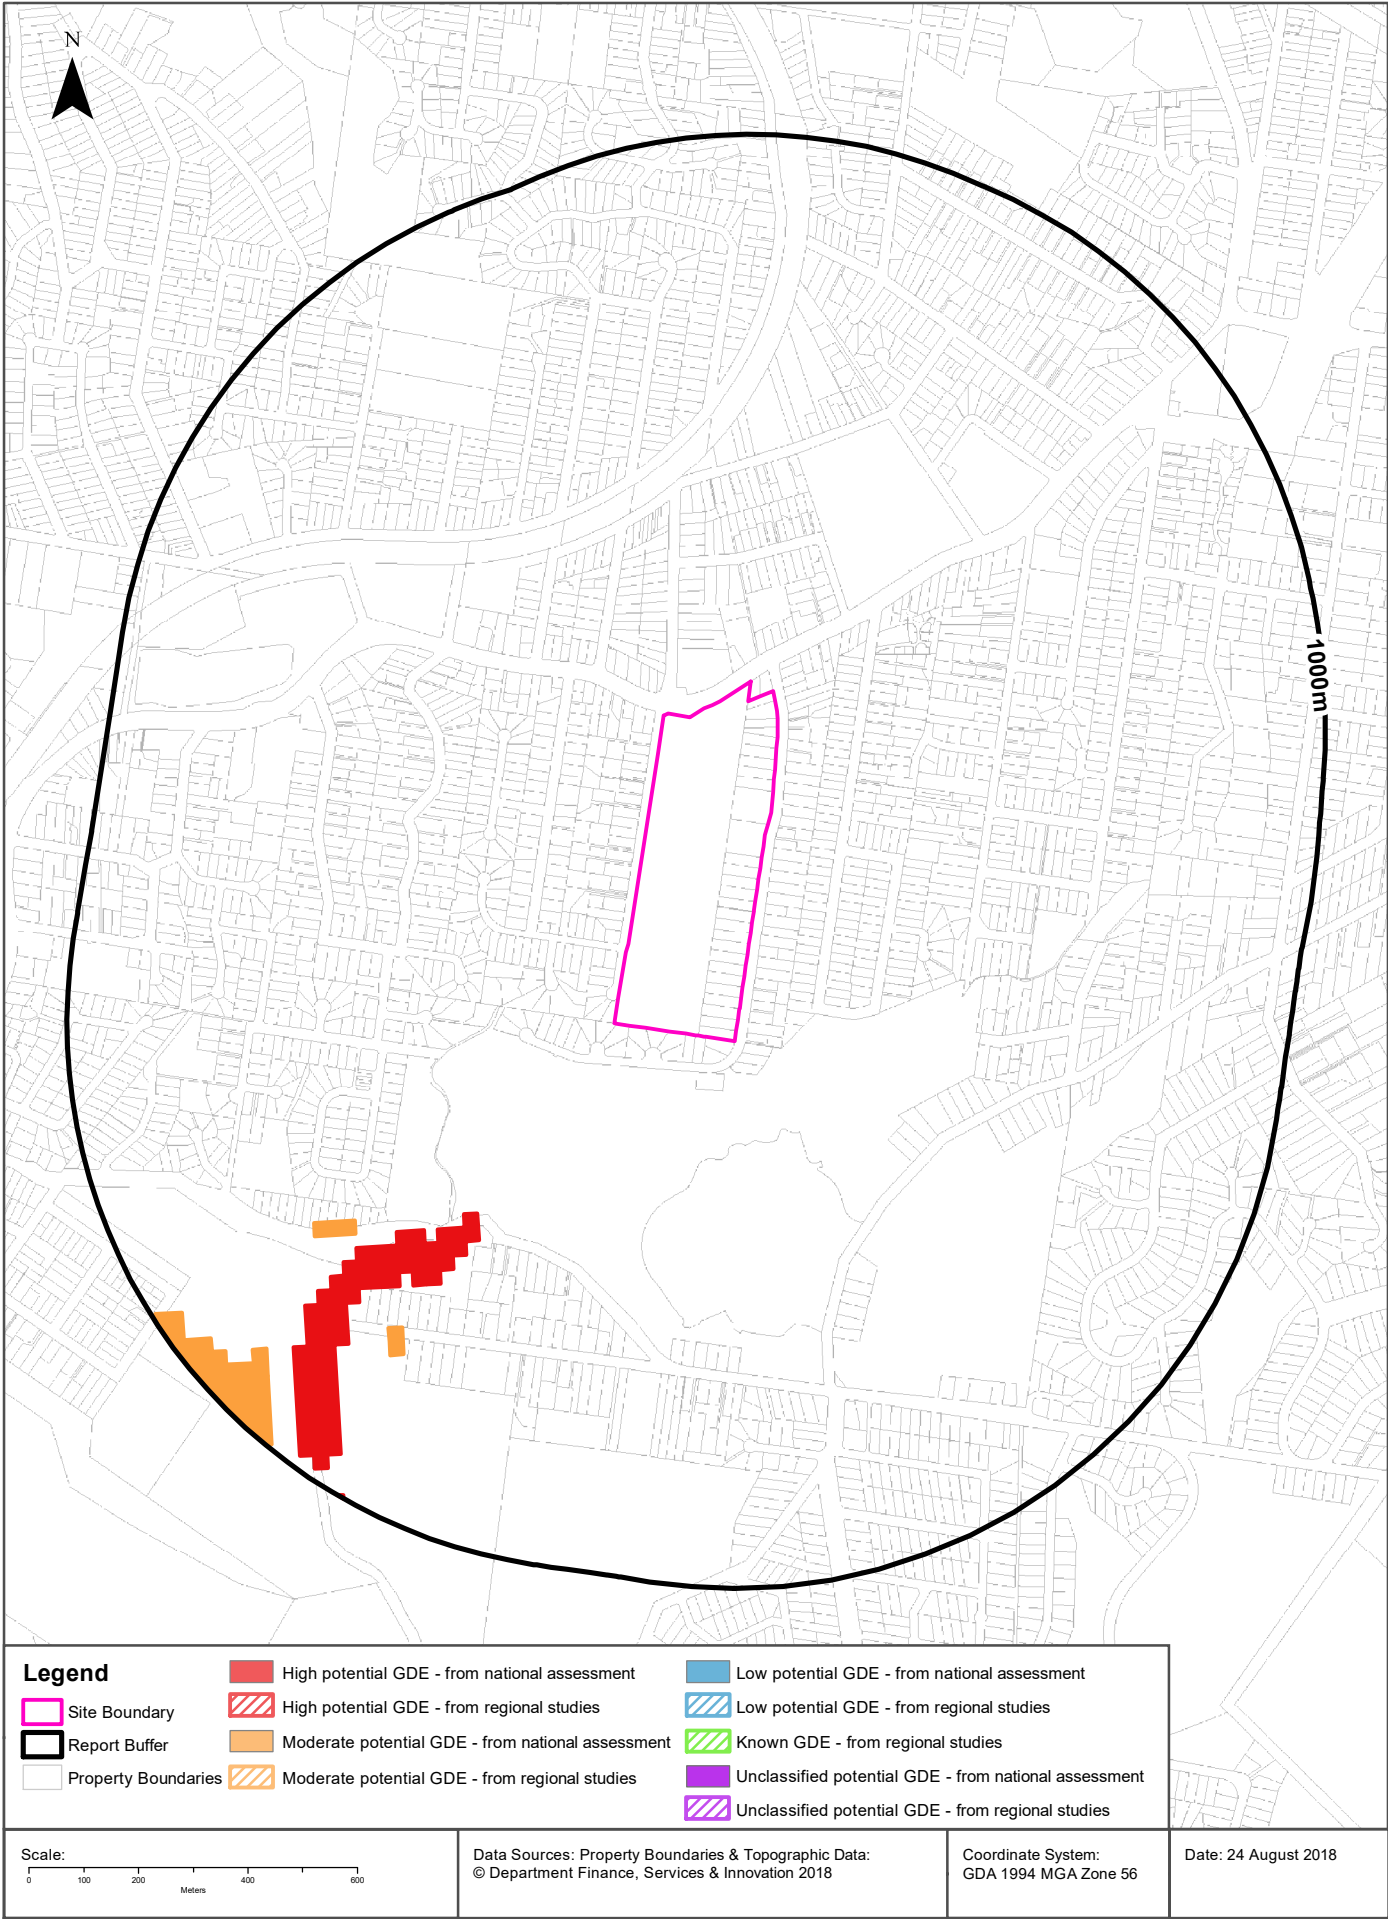 N
1000m
Legend
Site Boundary
Report Buffer
Property Boundaries
High potential GDE - from national assessment
High potential GDE - from regional studies
Moderate potential GDE - from national assessment
Moderate potential GDE - from regional studies
Low potential GDE - from national assessment
Low potential GDE - from regional studies
Known GDE - from regional studies
Unclassified potential GDE - from national assessment
Unclassified potential GDE - from regional studies
Scale:
0 100 200 400 600
Meters
Data Sources: Property Boundaries & Topographic Data:
© Department Finance, Services & Innovation 2018
Coordinate System:
GDA 1994 MGA Zone 56
Date: 24 August 2018